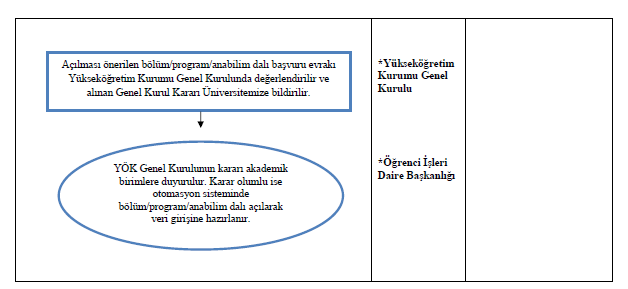 Açılması önerilen bölüm/program/anabilim dalı başvuru evrakı
Yükseköğretim Kurumu Genel Kurulunda değerlendirilir ve
alınan Genel Kurul Kararı Üniversitemize bildirilir.
*Yükseköğretim
Kurumu Genel
Kurulu
YÖK Genel Kurulunun kararı akademik
birimlere duyurulur. Karar olumlu ise
otomasyon sisteminde
bölüm/program/anabilim dalı açılarak
veri girişine hazırlanır.
*Öğrenci İşleri
Daire Başkanlığı